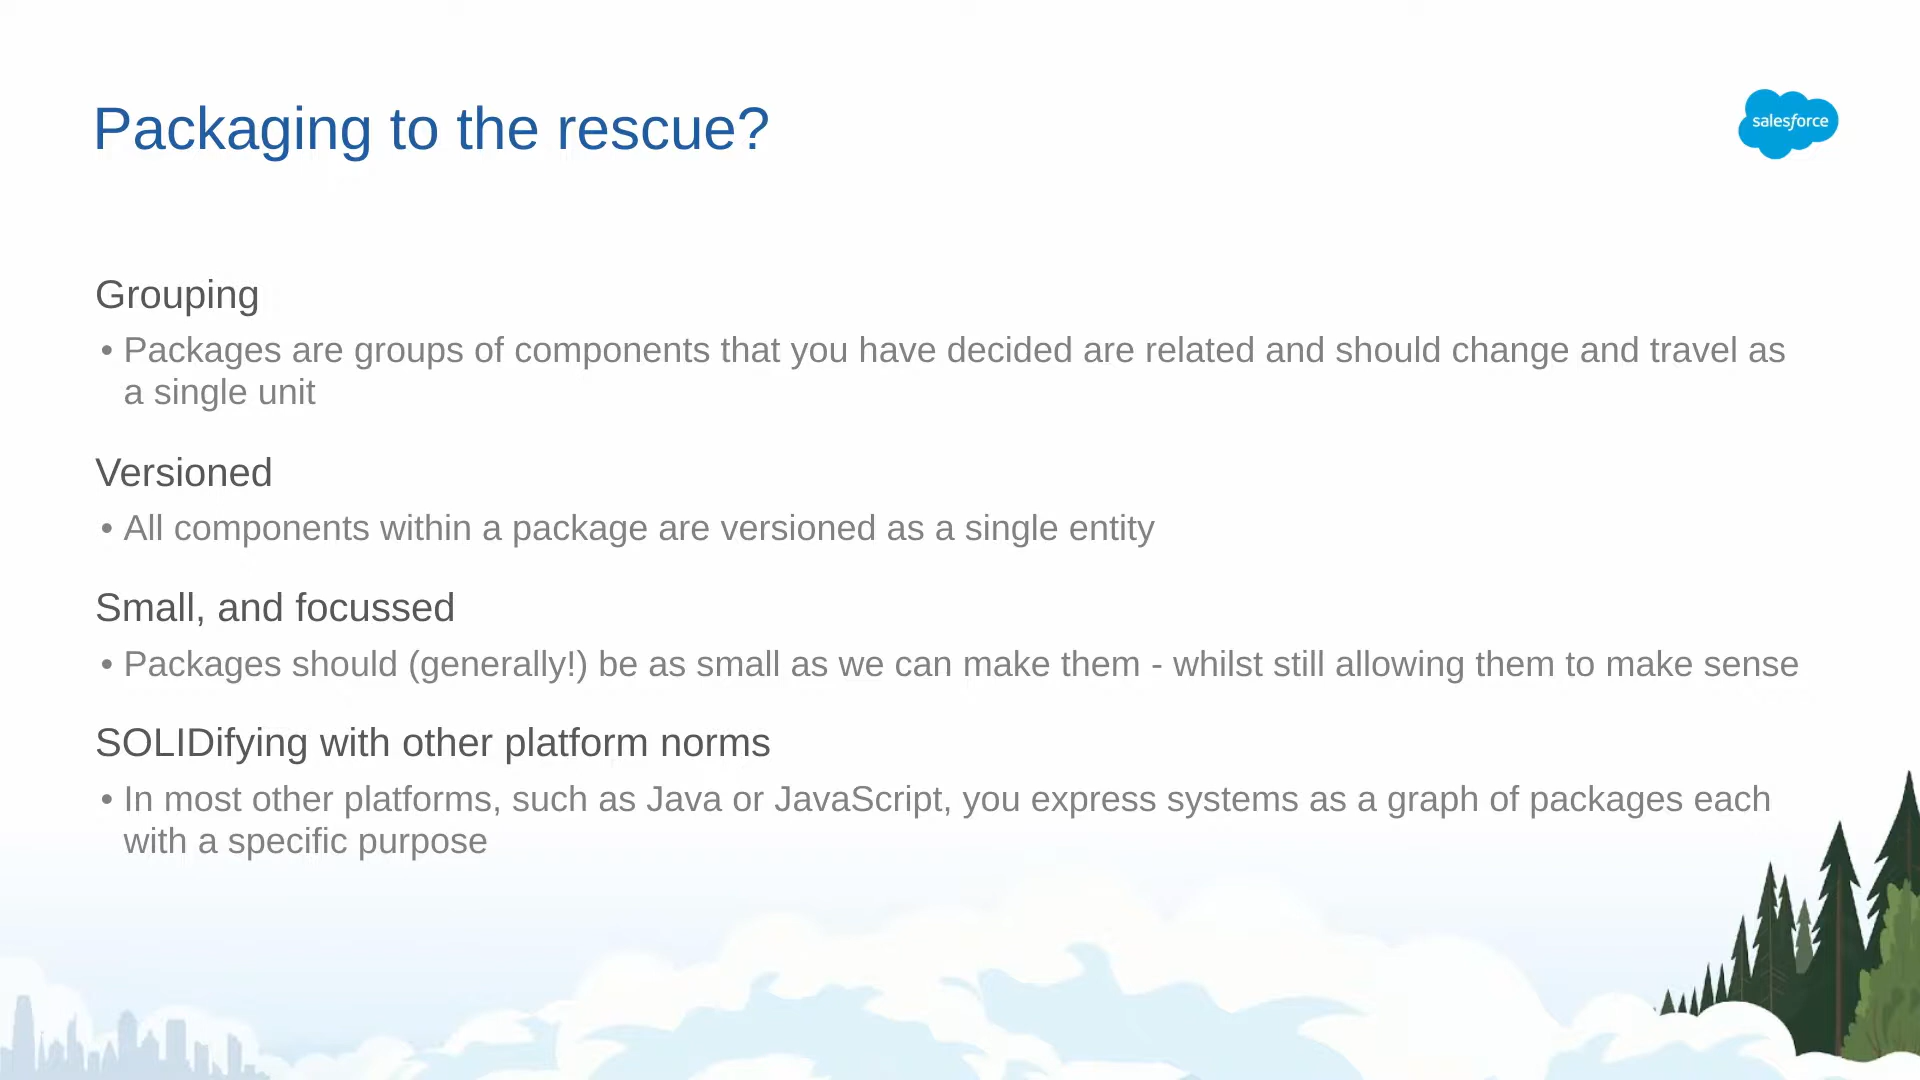 Packaging to the rescue?
salesforce
Grouping
• Packages are groups of components that you have decided are related and should change and travel as
a single unit
Versioned
• All components within a package are versioned as a single entity
Small, and focussed
• Packages should (generally!) be as small as we can make them - whilst still allowing them to make sense
SOLIDifying with other platform norms
• In most other platforms, such as Java or JavaScript, you express systems as a graph of packages each
with a specific purpose